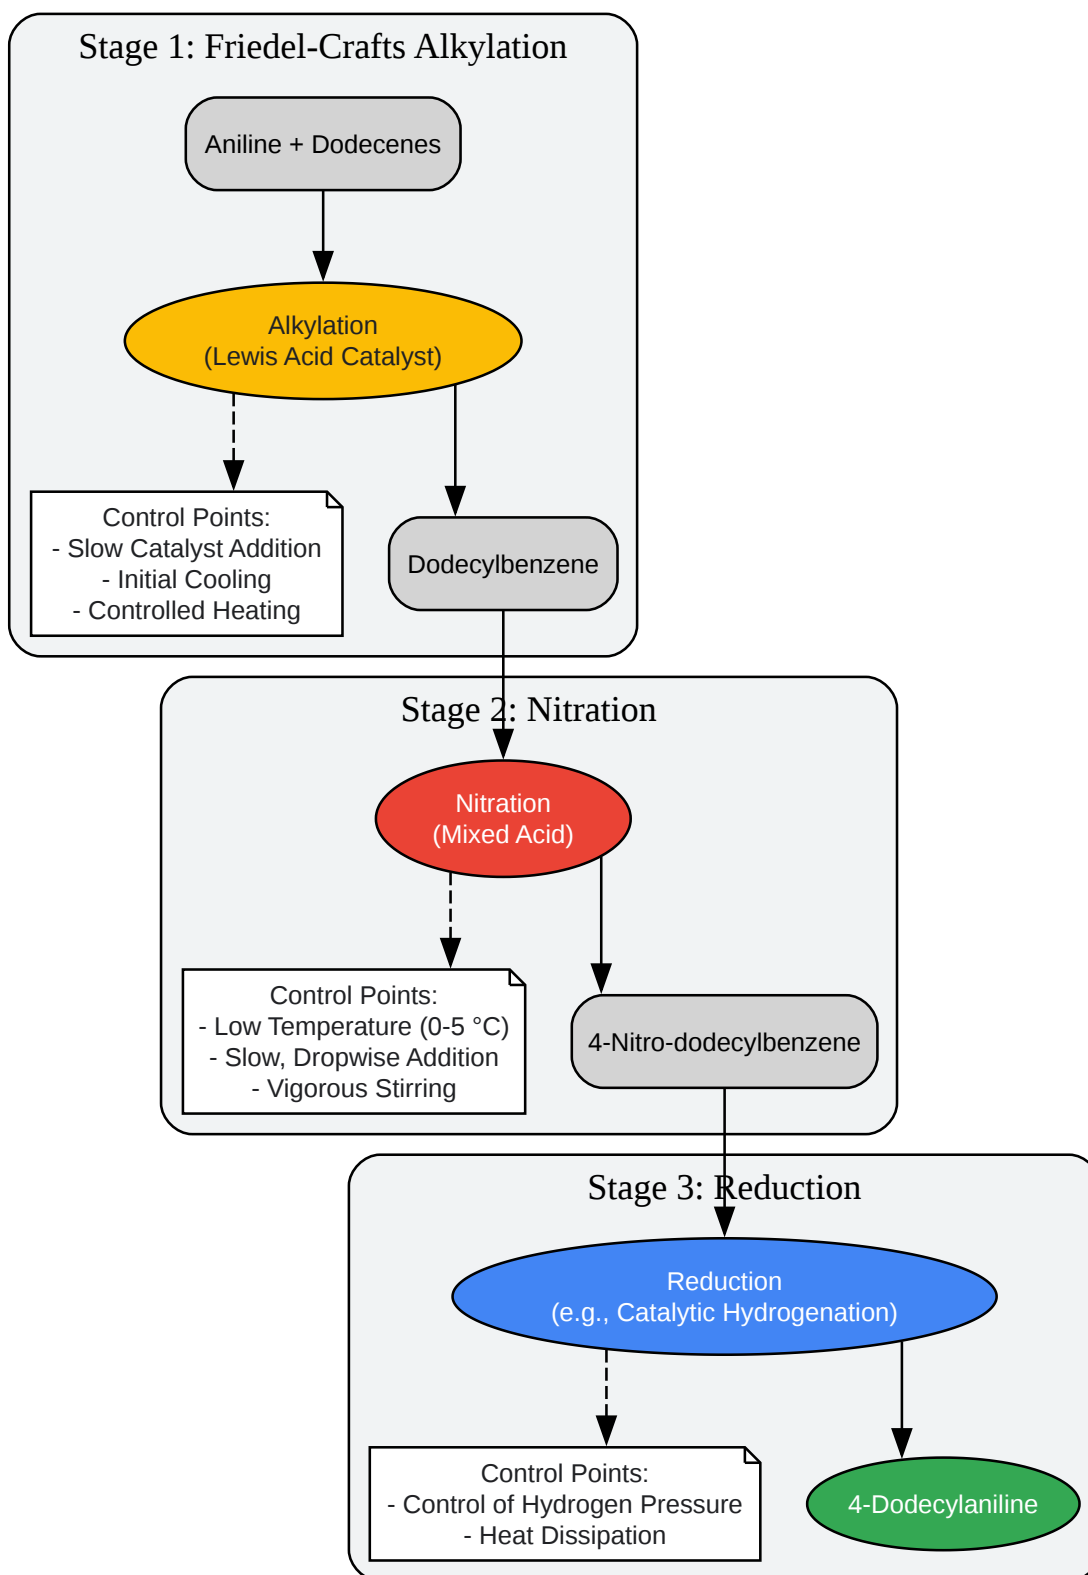 Stage 1: Friedel-Crafts Alkylation
Aniline + Dodecenes
Alkylation
(Lewis Acid Catalyst)
Control Points:
- Slow Catalyst Addition
- Initial Cooling
- Controlled Heating
Dodecylbenzene
Stage 2: Nitration
Nitration
(Mixed Acid)
Control Points:
- Low Temperature (0-5 °C)
- Slow, Dropwise Addition
- Vigorous Stirring
4-Nitro-dodecylbenzene
Stage 3: Reduction
Reduction
(e.g., Catalytic Hydrogenation)
Control Points:
- Control of Hydrogen Pressure
- Heat Dissipation
4-Dodecylaniline